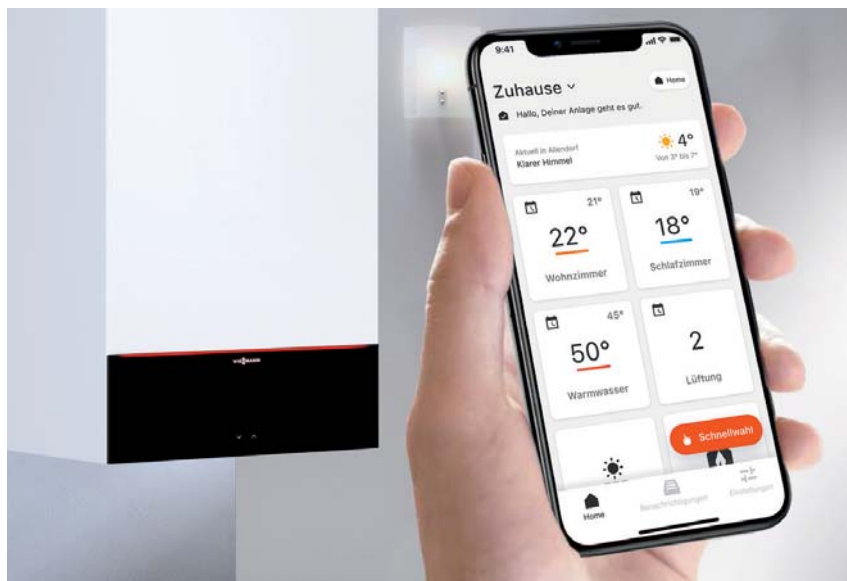 VIESSMANN
9:41
Zuhause
Home
Hallo, Deiner Anlage geht es gut.
Aktuell in Allendorf
Klarer Himmel
4°
Von 3° bis 7°
21°
22°
Wohnzimmer
19°
18°
Schlafzimmer
45°
50°
Warmwasser
2
Lüftung
Schnellwahl
Home
Benachrichtigungen
Einstellungen